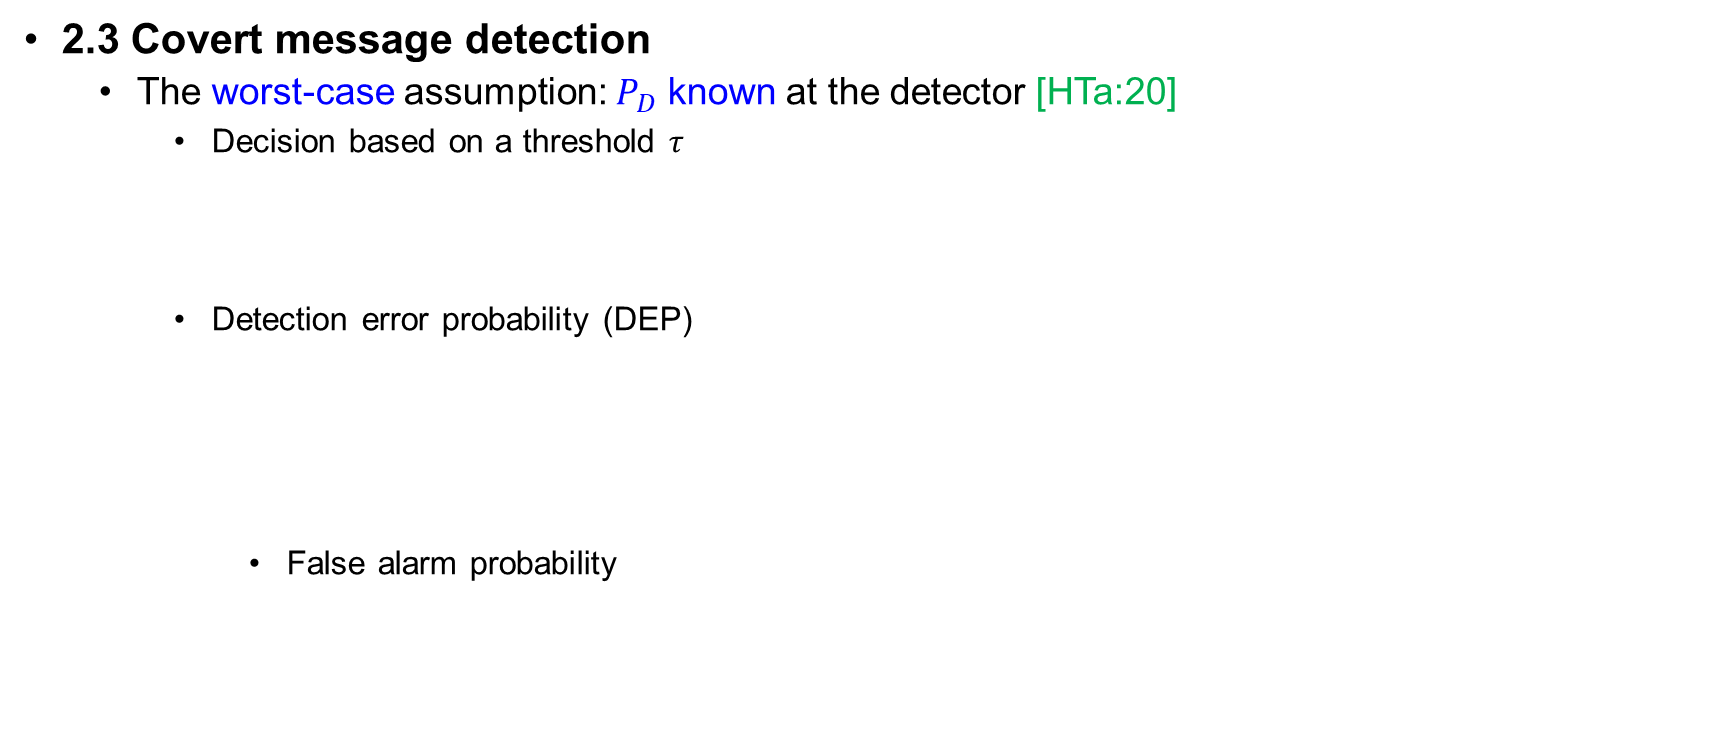 • 2.3 Covert message detection
• The worst-case assumption: P_D known at the detector [HTa:20]
• Decision based on a threshold τ
• Detection error probability (DEP)
• False alarm probability